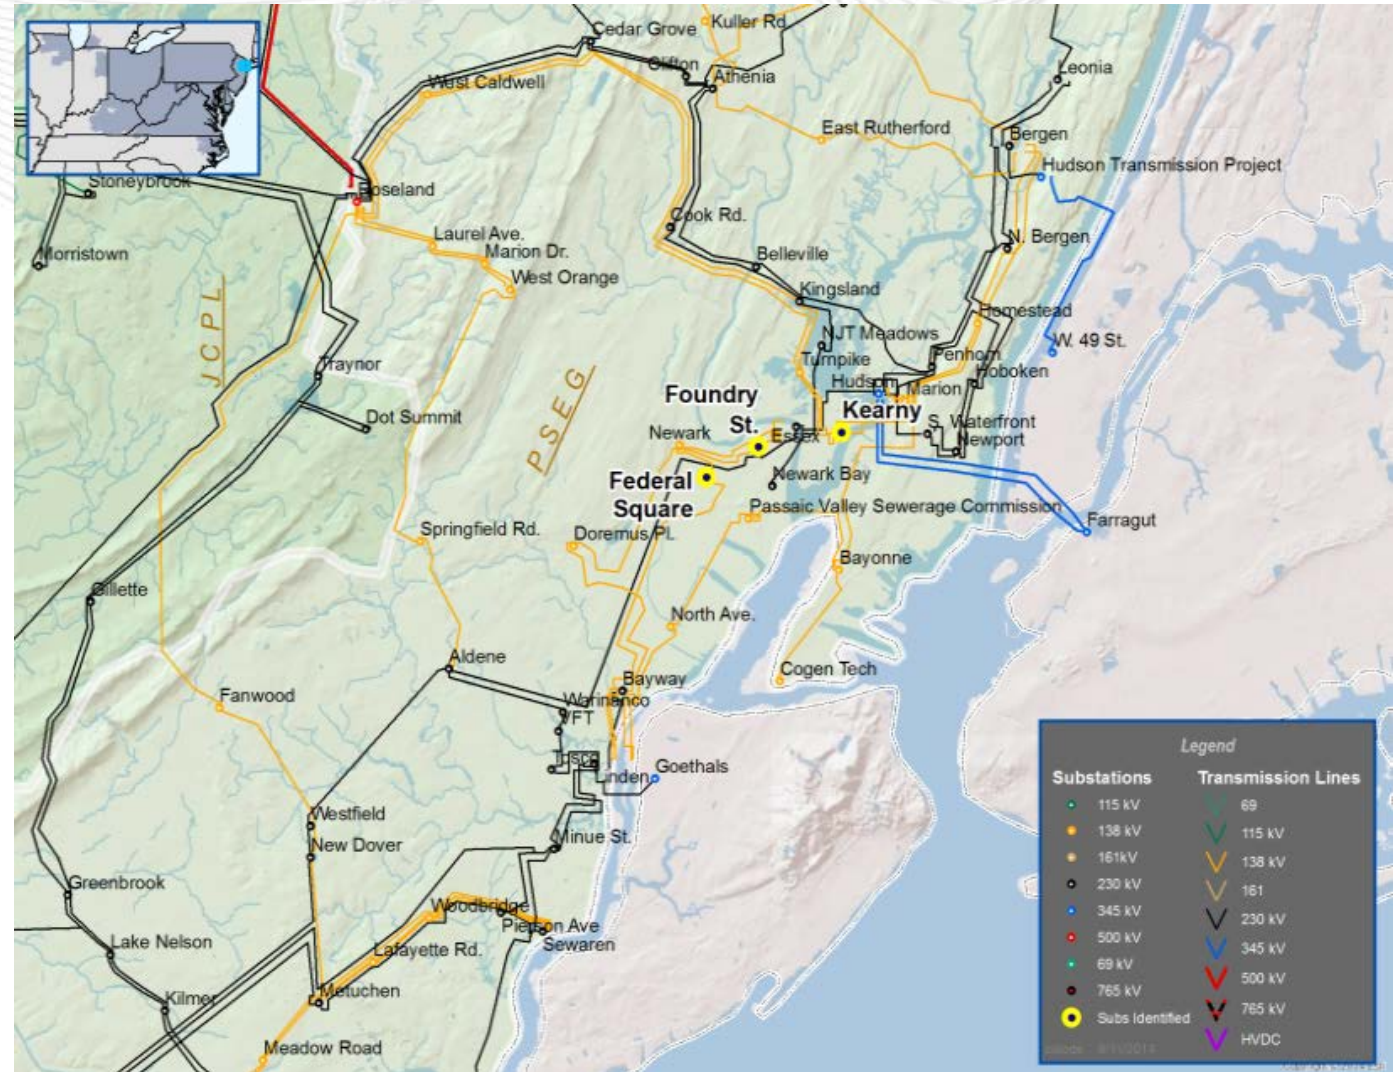 Cedar Grove
Kuller Rd.
Clifton
Athenia
Leonia
West Caldwell
East Rutherford
Bergen
Hudson Transmission Project
Stoneybrook
Roseland
Cook Rd.
Laurel Ave.
Marion Dr.
N. Bergen
Morristown
West Orange
Belleville
Kingsland
JCPL
Homestead
NJT Meadows
W. 49 St.
Traynor
Turnpike
Penhorn
Hoboken
PSEG
Hudson
Marion
Foundry
St.
Kearny
Dot Summit
S. Waterfront
Newark
Essex
Newport
Federal
Square
Newark Bay
Passaic Valley Sewerage Commission
Farragut
Springfield Rd.
Doremus Pl.
Bayonne
Gillette
North Ave.
Aldene
Cogen Tech
Bayway
Fanwood
Warinanco
VFT
Tosco
Linden
Goethals
Westfield
New Dover
Minue St.
Greenbrook
Woodbridge
Pierson Ave
Sewaren
Lake Nelson
Lafayette Rd.
Kilmer
Metuchen
Meadow Road
Legend
Substations
115 kV
138 kV
161kV
230 kV
345 kV
500 kV
69 kV
765 kV
Subs Identified
Transmission Lines
69
115 kV
138 kV
161
230 kV
345 kV
500 kV
765 kV
HVDC